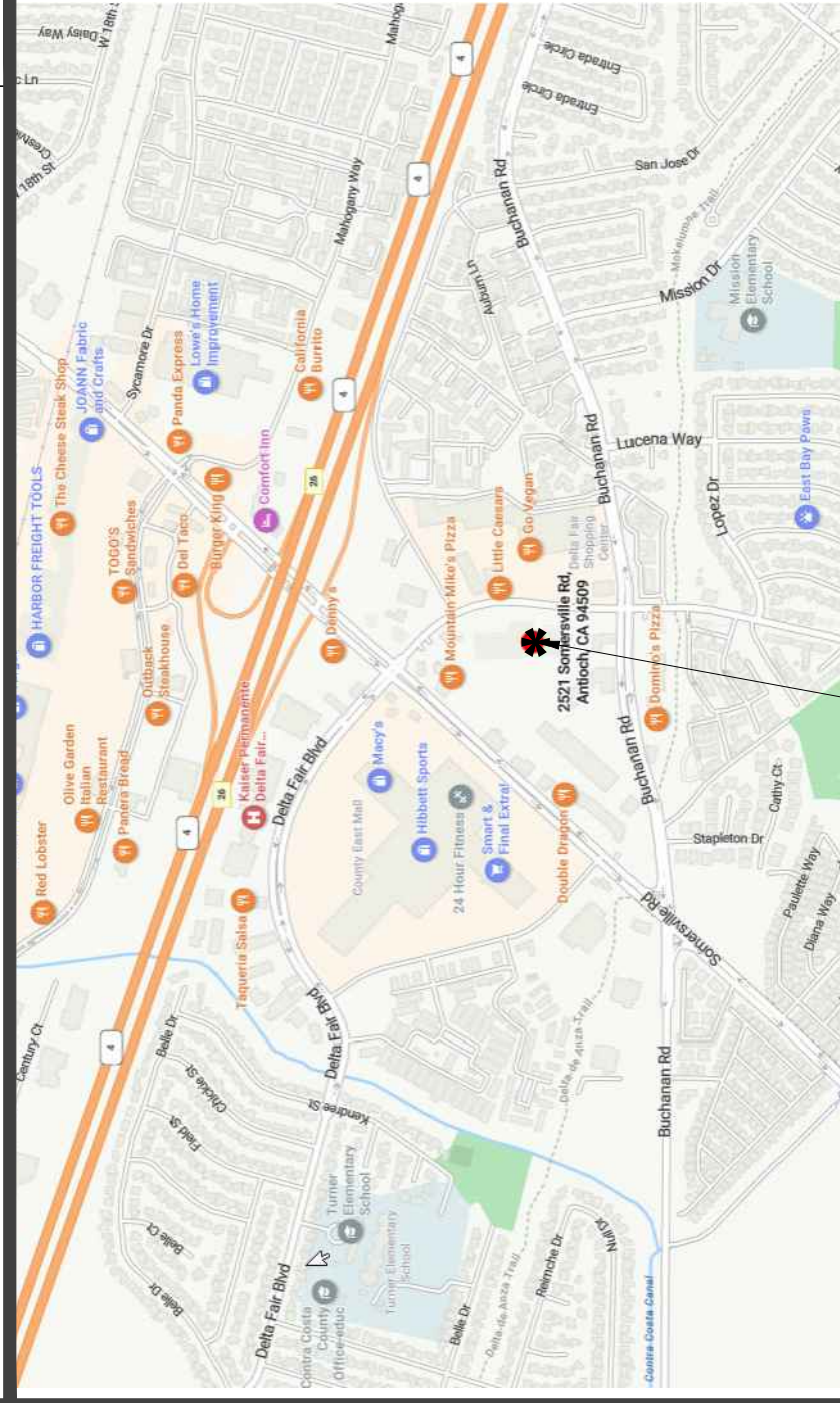 Daisy Way
W 18th S
c Ln
Crestvi
18th St
Mahog
4
Entrada Circle
Entrada Circle
Mahogany Way
4
Buchanan Rd
San Jose Dr
Mokelumne Trail
Mission Dr
Mission
Elementary
School
Auburn Ln
Sycamore Dr
Lowe's Home
Improvement
JOANN Fabric
and Crafts
The Cheese Steak Shop
Panda Express
California
Burrito
4
HARBOR FREIGHT TOOLS
TOGO'S
Sandwiches
Del Taco
Burger King
Comfort Inn
26
Denny's
Outback
Steakhouse
Olive Garden
Italian
Restaurant
Panera Bread
Red Lobster
4
26
Kaiser Permanente
Delta Fair...
Delta Fair Blvd
Taqueria Salsa
County East Mall
Macy's
Hibbett Sports
24 Hour Fitness
Smart &
Final Extra!
Double Dragon
Mountain Mike's Pizza
Little Caesars
Go Vegan
Delta Fair
Shopping
Center
2521 Somersville Rd,
Antioch, CA 94509
Buchanan Rd
Lucena Way
Lopez Dr
East Bay Paws
Domino's Pizza
Buchanan Rd
Cathy Ct
Stapleton Dr
Paulette Way
Diana Way
Somersville Rd
Buchanan Rd
Century Ct
4
Belle Dr
Chickie St
Field St
Kendree St
Delta Fair Blvd
Delta de Anza Trail
Belle Ct
Belle Dr
Turner
Elementary
School
Turner Elementary
School
Delta Fair Blvd
Contra Costa
County
Office-educ
Belle Dr
Delta de Anza Trail
Reimche Dr
Null Dr
Contra Costa Canal